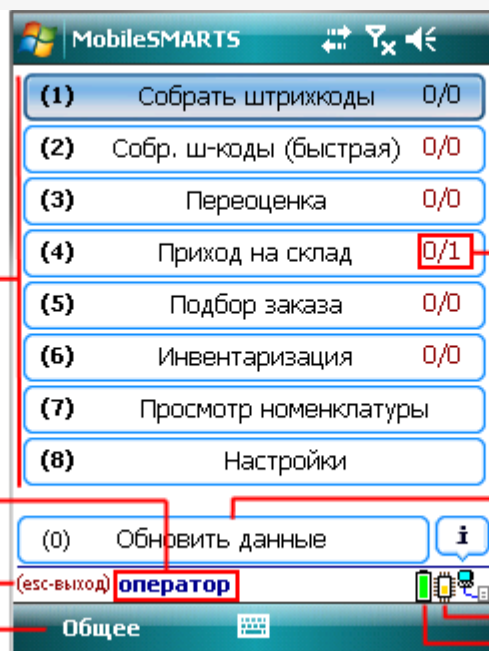 MobileSMARTS
(1) Собрать штрихкоды 0/0
(2) Собр. ш-коды (быстрая) 0/0
(3) Переоценка 0/0
(4) Приход на склад 0/1
(5) Подбор заказа 0/0
(6) Инвентаризация 0/0
(7) Просмотр номенклатуры
(8) Настройки
(0) Обновить данные i
(esc-выход) оператор
Общее